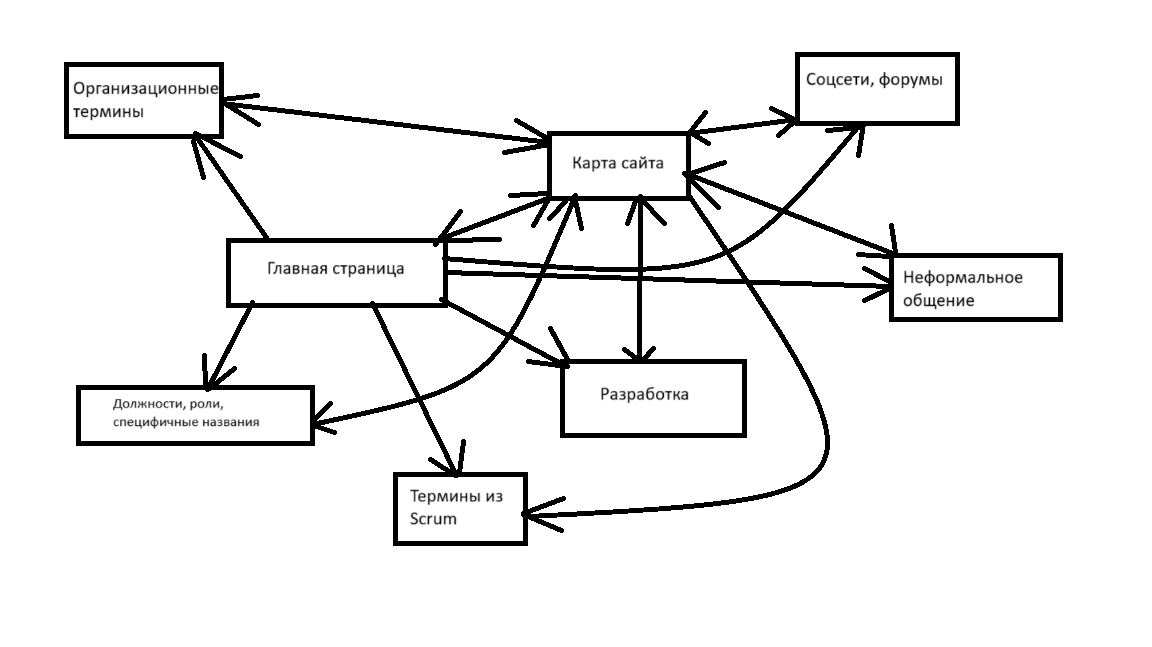 Организационные
термины
Соцсети, форумы
Карта сайта
Главная страница
Неформальное
общение
Разработка
Должности, роли,
специфичные названия
Термины из
Scrum